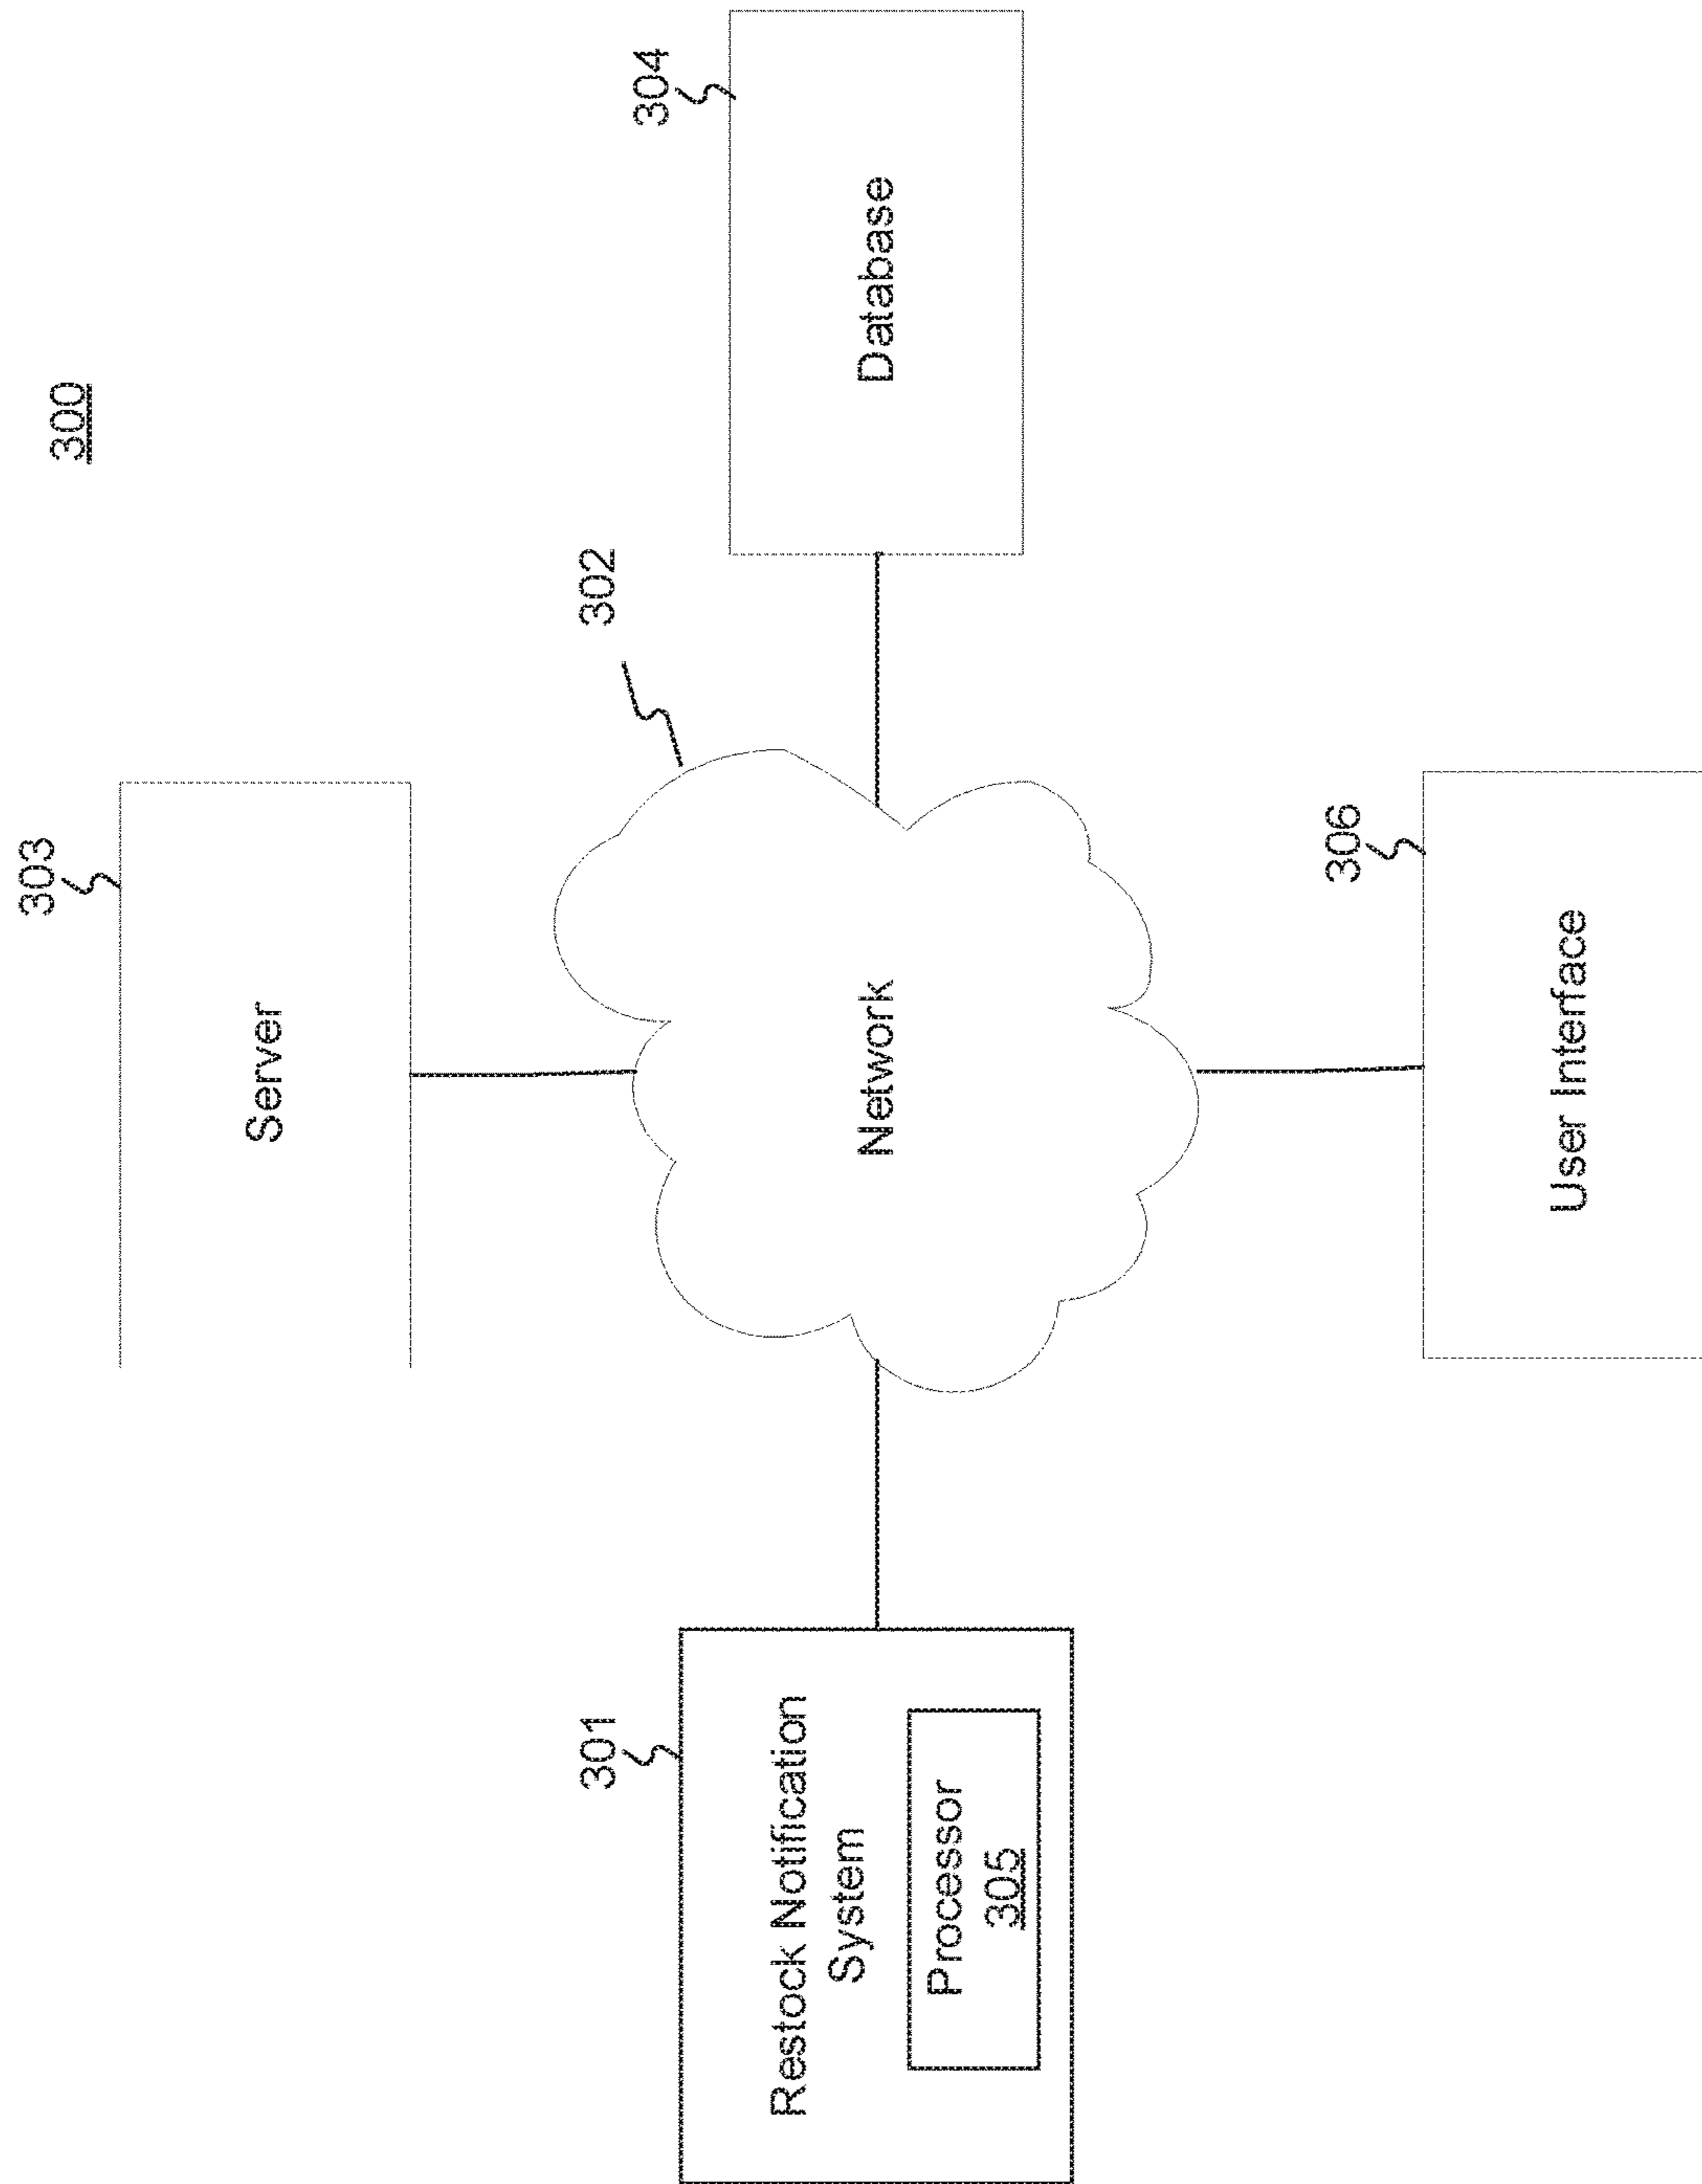 300
303
Server
302
304
Database
Network
301
Restock Notification
System
Processor
305
306
User Interface